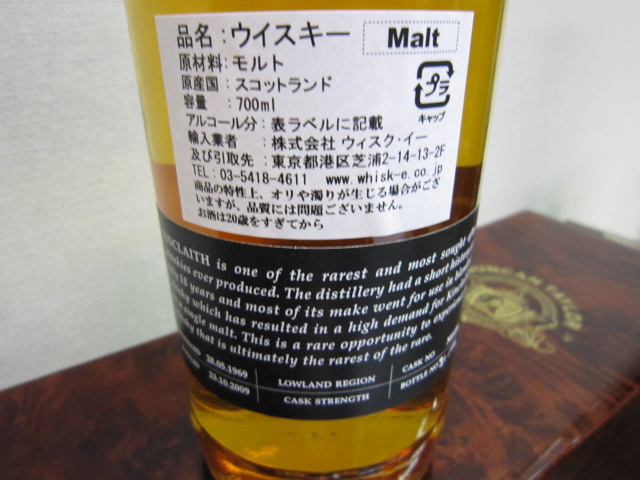 品名：ウイスキー Malt
原材料：モルト
原産国：スコットランド
容量：700ml
プラ
キャップ
アルコール分：表ラベルに記載
輸入業者：株式会社 ウィスク・イー
及び引取先：東京都港区芝浦2-14-13-2F
TEL：03-5418-4611 www.whisk-e.co.jp
商品の特性上、オリや濁りが生じる場合がござ
いますが、品質には問題ございません。
お酒は20歳をすぎてから
is one of the rarest and most sought
ever produced. The distillery had a short history
18 years and most of its make went for use in
which has resulted in a high demand for
single malt. This is a rare opportunity to
that is ultimately the rarest of the rare.
28.05.1969
23.10.2009
LOWLAND REGION
CASK STRENGTH
CASK NO
BOTTLE NO
DUNCAN TAYLOR